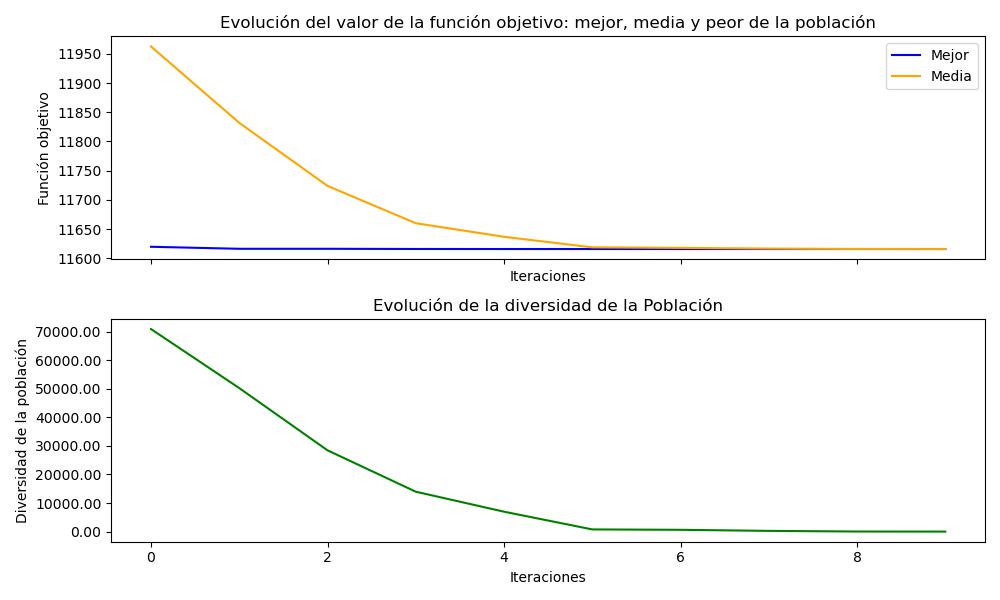 Evolución del valor de la función objetivo: mejor, media y peor de la población
11950
11900
11850
11800
11750
11700
11650
11600
Función objetivo
Mejor
Media
Iteraciones
Evolución de la diversidad de la Población
70000.00
60000.00
50000.00
40000.00
30000.00
20000.00
10000.00
0.00
Diversidad de la población
0 2 4 6 8
Iteraciones